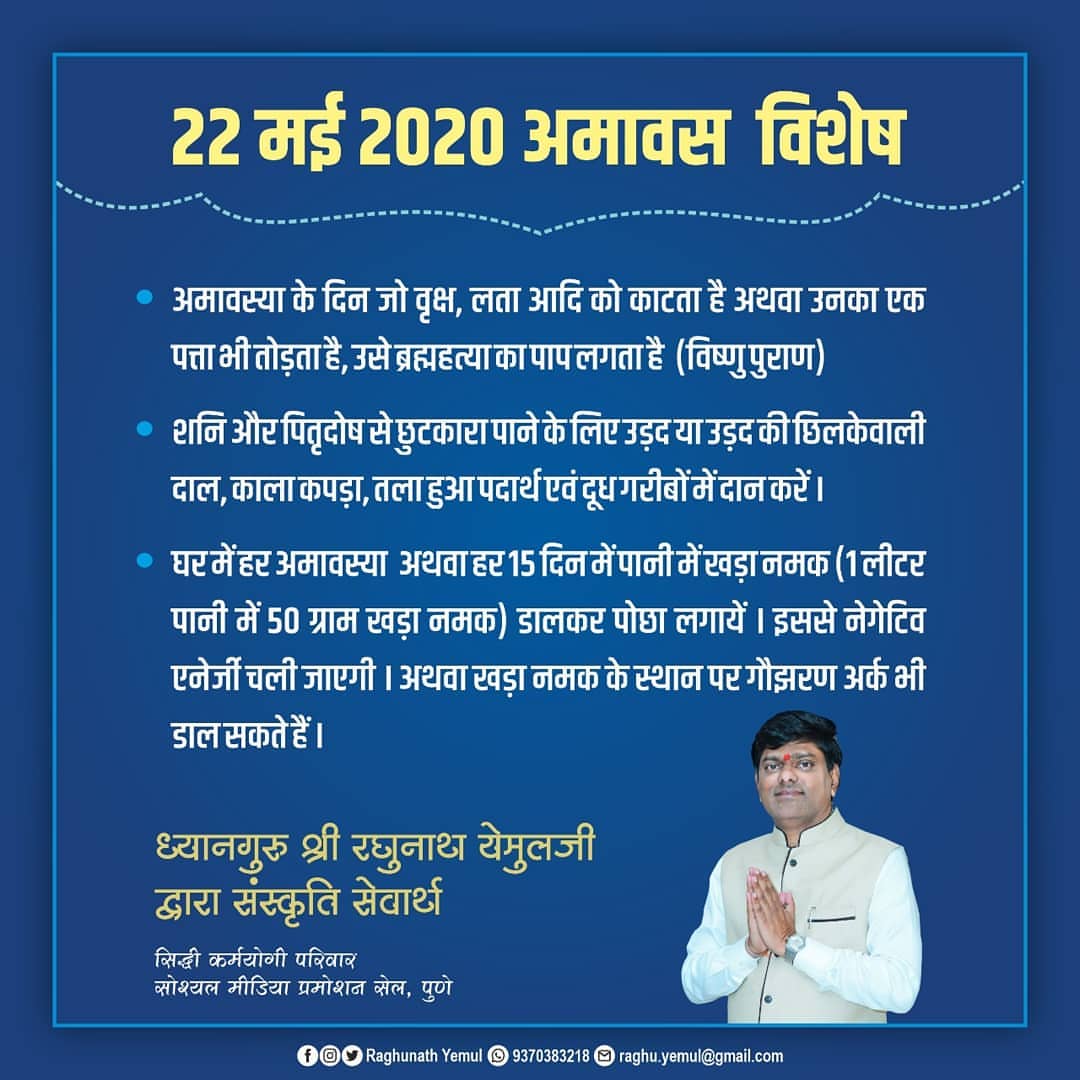 22 मई 2020 अमावस विशेष
• अमावस्या के दिन जो वृक्ष, लता आदि को काटता है अथवा उनका एक
पत्ता भी तोड़ता है, उसे ब्रह्महत्या का पाप लगता है (विष्णु पुराण)
• शनि और पितृदोष से छुटकारा पाने के लिए उड़द या उड़द की छिलकेवाली
दाल, काला कपड़ा, तला हुआ पदार्थ एवं दूध गरीबों में दान करें ।
• घर में हर अमावस्या अथवा हर 15 दिन में पानी में खड़ा नमक (1 लीटर
पानी में 50 ग्राम खड़ा नमक) डालकर पोछा लगायें । इससे नेगेटिव
एनेर्जी चली जाएगी । अथवा खड़ा नमक के स्थान पर गौझरण अर्क भी
डाल सकते हैं ।
ध्यानगुरु श्री रघुनाथ येमुलजी
द्वारा संस्कृति सेवार्थ
सिद्धी कर्मयोगी परिवार
सोश्यल मीडिया प्रमोशन सेल, पुणे
Raghunath Yemul 9370383218 raghu.yemul@gmail.com